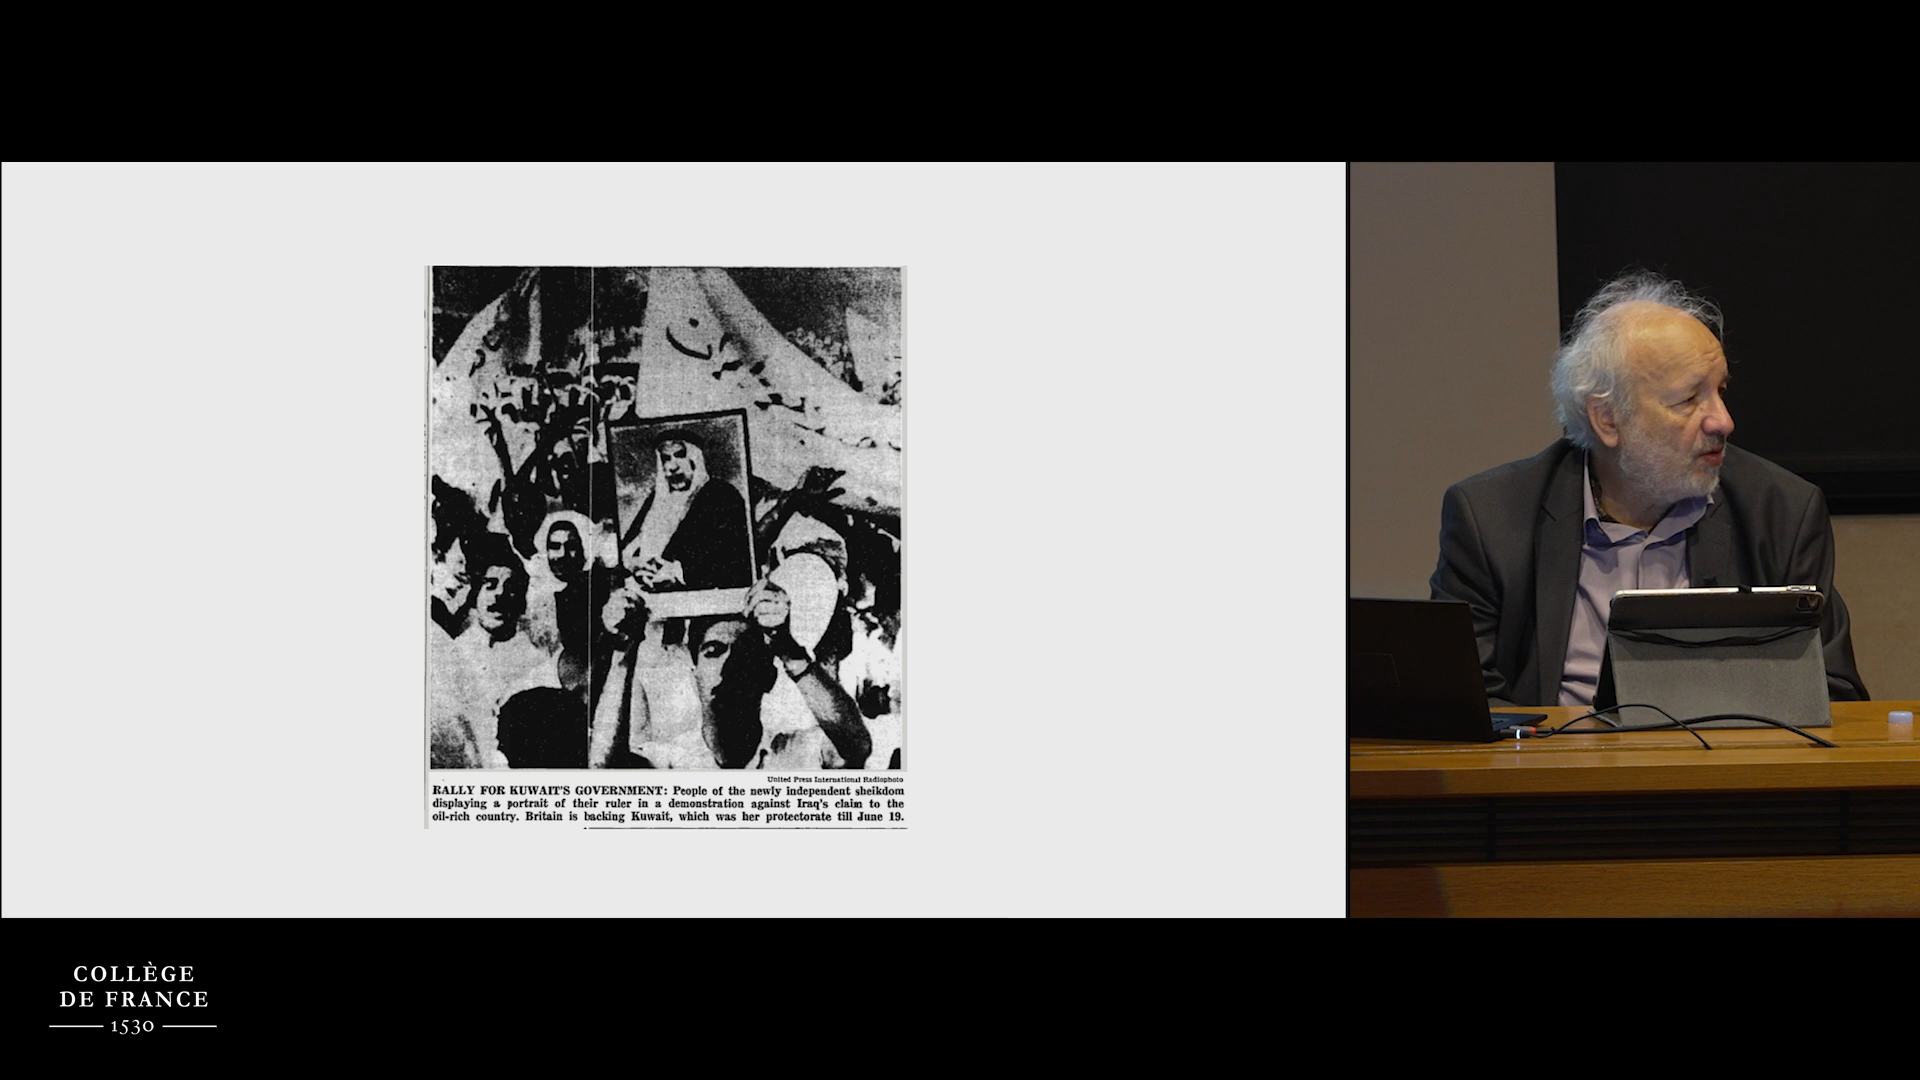 United Press International Radiophoto
RALLY FOR KUWAIT'S GOVERNMENT: People of the newly independent sheikdom
displaying a portrait of their ruler in a demonstration against Iraq's claim to the
oil-rich country. Britain is backing Kuwait, which was her protectorate till June 19.
COLLÈGE
DE FRANCE
1530